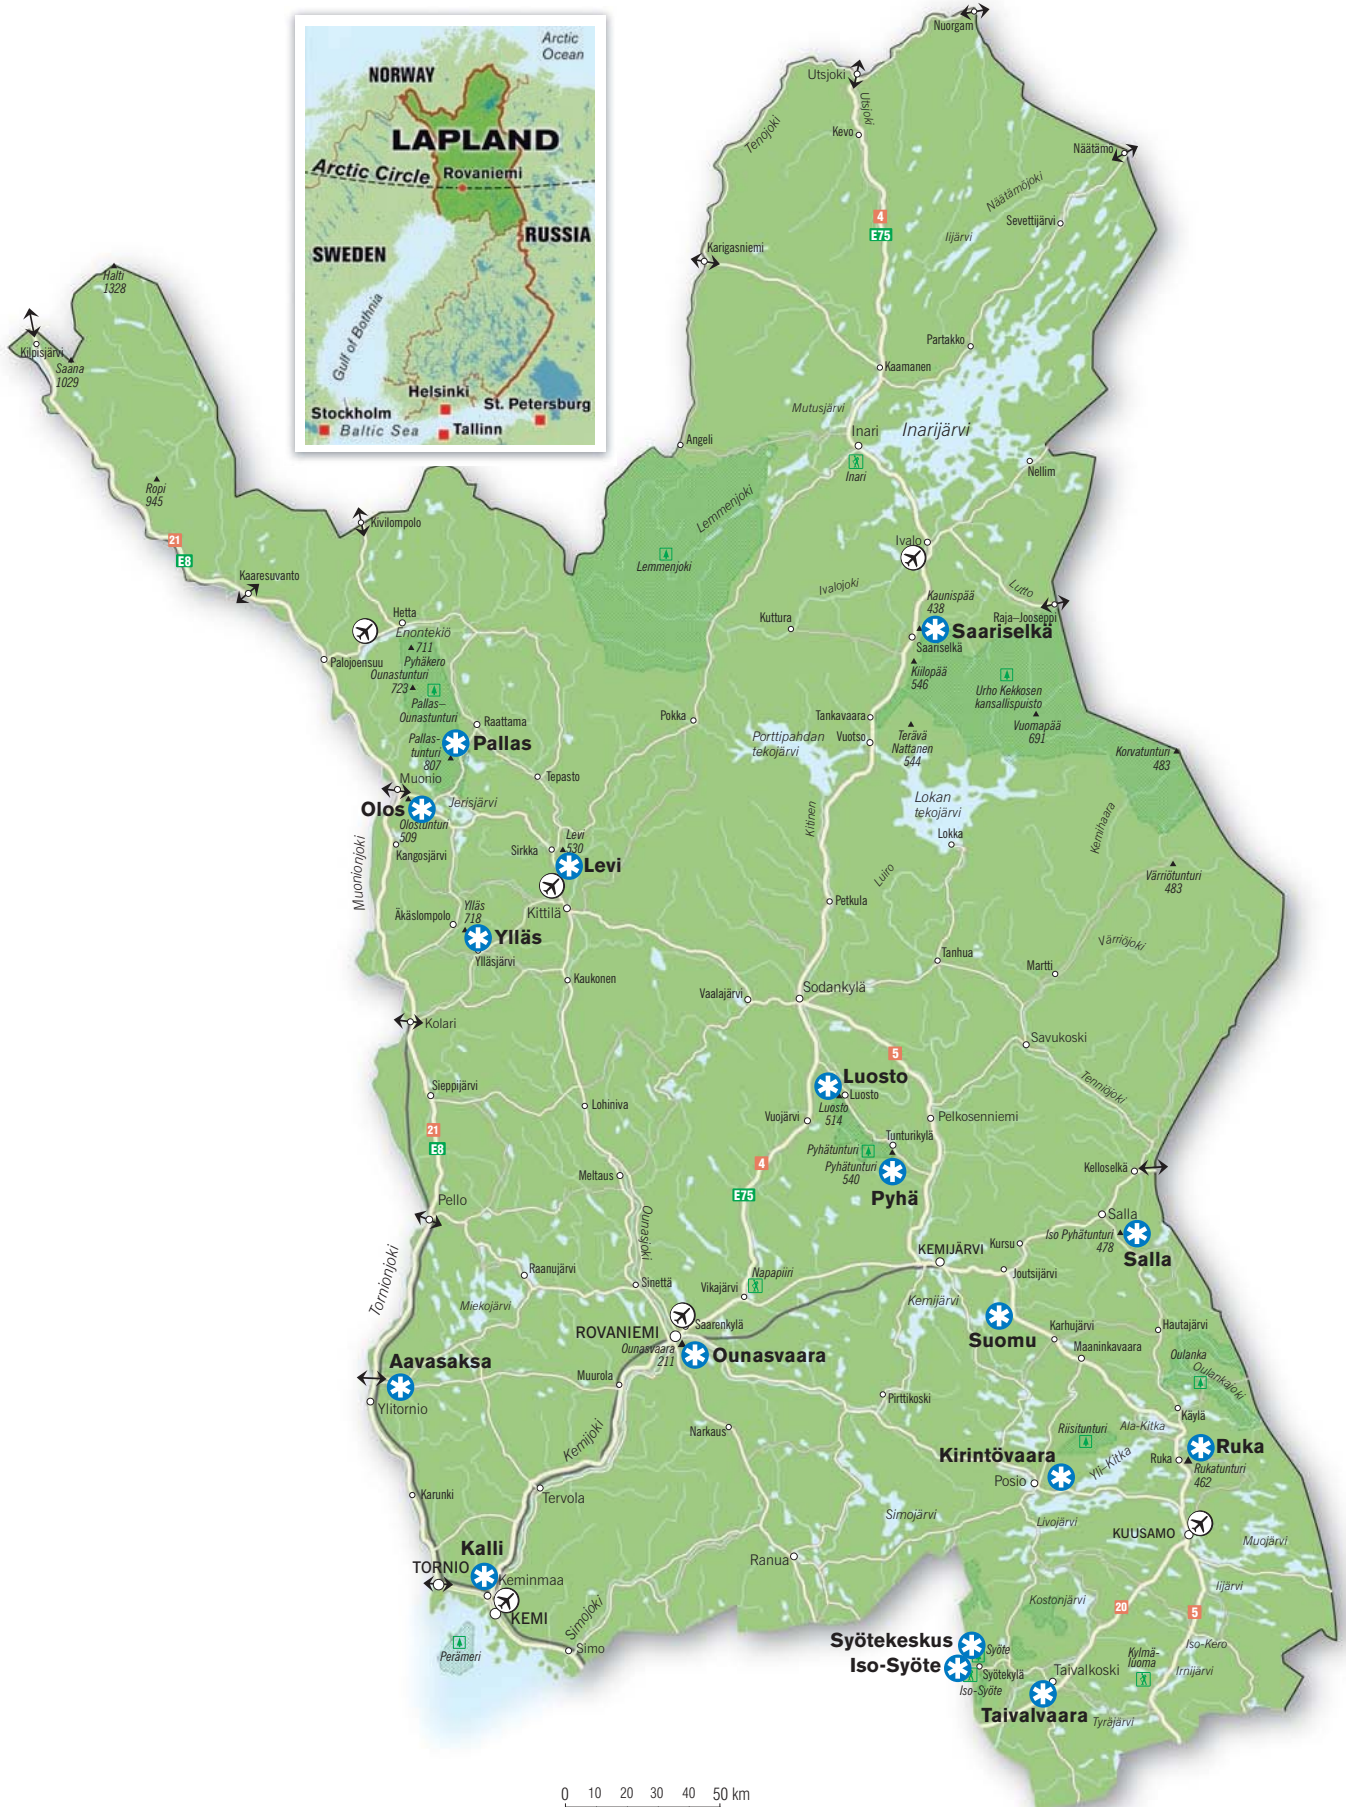 Nuorgam
Utsjoki
Utsjoki
Kevo
Tenojoki
Näätämö
Näätämöjoki
Sevettijärvi
Iijärvi
4
E75
Karigasniemi
Arctic
Ocean
NORWAY
LAPLAND
Arctic Circle
Rovaniemi
RUSSIA
SWEDEN
Gulf of Bothnia
Helsinki
St. Petersburg
Stockholm
Baltic Sea
Tallinn
Halti
1328
Kilpisjärvi
Saana
1029
Partakko
Kaamanen
Mutusjärvi
Inari
Inarijärvi
Angeli
Inari
Nellim
Ropi
945
Lemmenjoki
Lemmenjoki
Kivilompolo
21
E8
Ivalo
Kaaresuvanto
Ivalojoki
Lutto
Kaunispää
438
Raja–Jooseppi
Saariselkä
Saariselkä
Kuttura
Hetta
Enontekiö
711
Pyhäkero
Palojoensuu
Ounastunturi
723
Kiilopää
546
Urho Kekkosen
kansallispuisto
Vuomapää
691
Pallas–
Ounastunturi
Raattama
Pokka
Tankavaara
Vuotso
Terävä
Nattanen
544
Porttipahdan
tekojärvi
Korvatunturi
483
Pallas-
tunturi
807
Pallas
Tepasto
Muonio
Olos
Jerisjärvi
Olostunturi
509
Lokan
tekojärvi
Lokka
Kitinen
Kemihaara
Muonionjoki
Kangosjärvi
Sirkka
Levi
530
Levi
Luiro
Värriötunturi
483
Kittilä
Petkula
Äkäslompolo
Ylläs
718
Ylläs
Ylläsjärvi
Värriöjoki
Tanhua
Martti
Kaukonen
Vaalajärvi
Sodankylä
Kolari
Savukoski
5
Tenniöjoki
Luosto
Luosto
Luosto
514
Sieppijärvi
Lohiniva
Vuojärvi
Pelkosenniemi
21
E8
Tunturikylä
Pyhätunturi
Pyhätunturi
540
Pyhä
4
E75
Kelloselkä
Meltaus
Pello
Ounasjoki
Salla
Iso Pyhätunturi
478
Salla
Kursu
KEMIJÄRVI
Joutsijärvi
Tornionjoki
Raanujärvi
Sinettä
Napapiiri
Vikajärvi
Kemijärvi
Miekojärvi
Suomu
Saarenkylä
ROVANIEMI
Ounasvaara
211
Ounasvaara
Karhujärvi
Hautajärvi
Maaninkavaara
Oulanka
Oulankajoki
Aavasaksa
Muurola
Pirttikoski
Ylitornio
Käylä
Ala-Kitka
Riisitunturi
Narkaus
Kemijoki
Kirintövaara
Yli-Kitka
Ruka
Ruka
Rukatunturi
462
Posio
Karunki
Tervola
Simojärvi
Livojärvi
KUUSAMO
Muojärvi
Kalli
TORNIO
Keminmaa
KEMI
Ranua
Iijärvi
Kostonjärvi
20
5
Simojoki
Simo
Perämeri
Syötekeskus
Syöte
Iso-Syöte
Syötekylä
Iso-Syöte
Taivalkoski
Kylmä-
luoma
Iso-Kero
Irnijärvi
Taivalvaara
Tyräjärvi
0 10 20 30 40 50 km